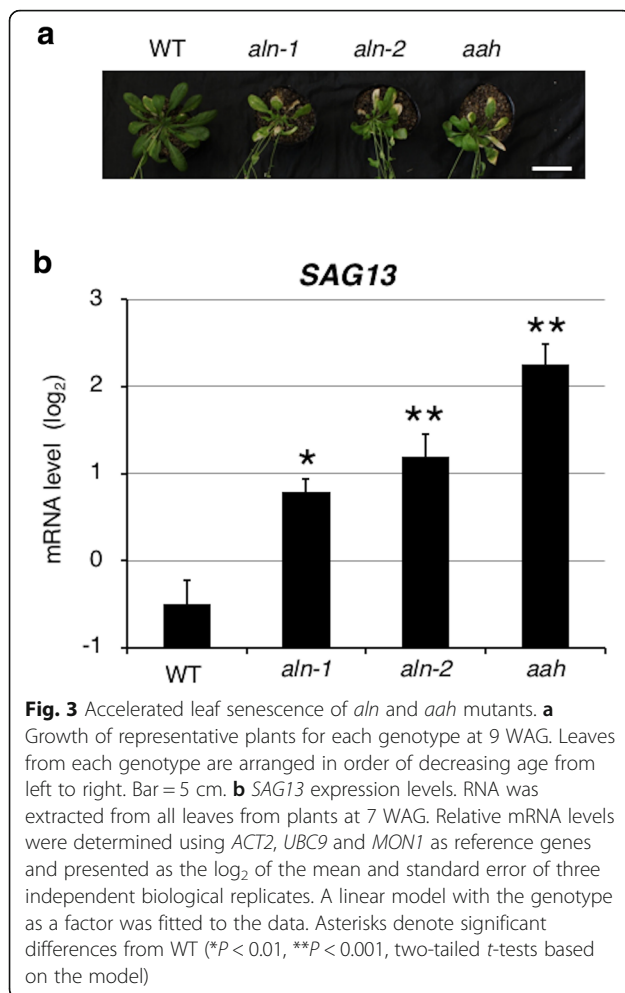 a
WT aln-1 aln-2 aah
b
SAG13
3
2
1
0
-1
mRNA level (log₂)
*
**
**
WT aln-1 aln-2 aah
Fig. 3 Accelerated leaf senescence of aln and aah mutants. a
Growth of representative plants for each genotype at 9 WAG. Leaves
from each genotype are arranged in order of decreasing age from
left to right. Bar = 5 cm. b SAG13 expression levels. RNA was
extracted from all leaves from plants at 7 WAG. Relative mRNA levels
were determined using ACT2, UBC9 and MON1 as reference genes
and presented as the log₂ of the mean and standard error of three
independent biological replicates. A linear model with the genotype
as a factor was fitted to the data. Asterisks denote significant
differences from WT (*P < 0.01, **P < 0.001, two-tailed t-tests based
on the model)